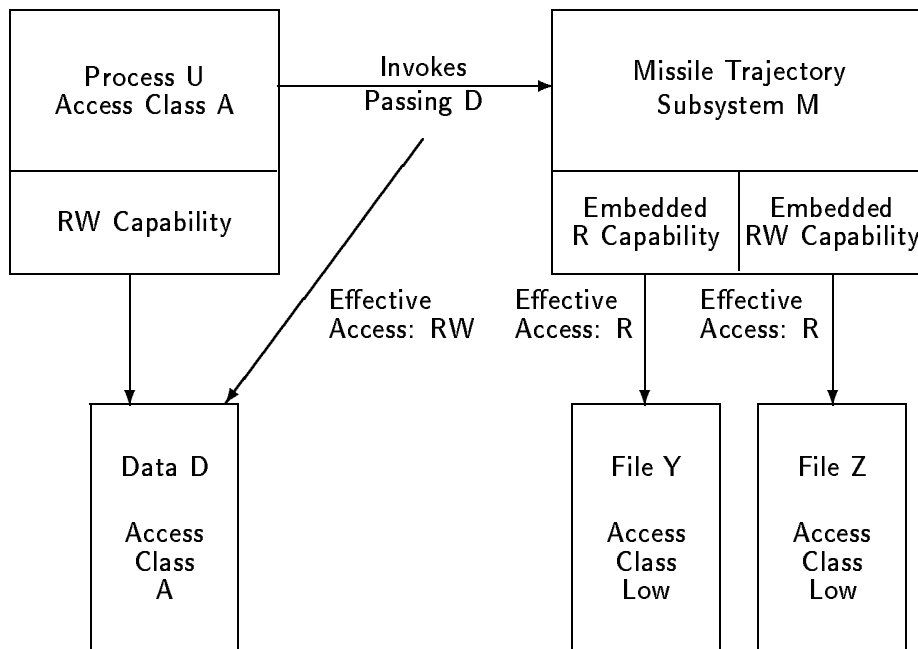 Process U
Access Class A
RW Capability
Invokes
Passing D
Missile Trajectory
Subsystem M
Embedded
R Capability
Embedded
RW Capability
Effective
Access: RW
Effective
Access: R
Effective
Access: R
Data D
Access
Class
A
File Y
Access
Class
Low
File Z
Access
Class
Low